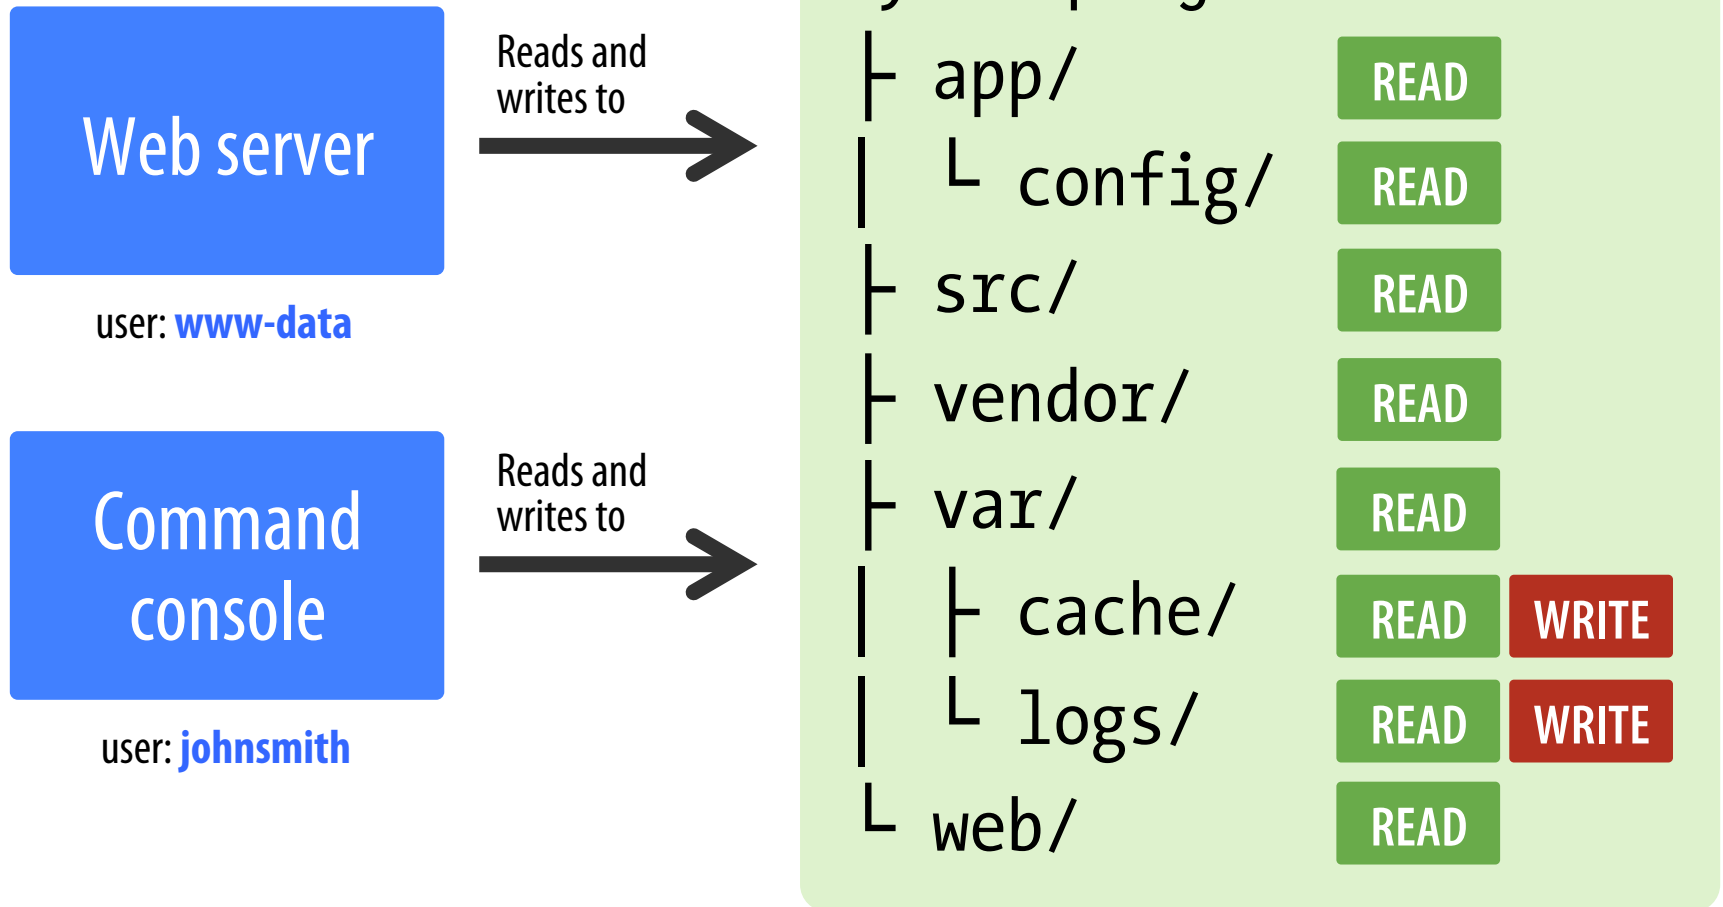 Web server
user: www-data
Reads and
writes to
Command
console
user: johnsmith
Reads and
writes to
├ app/ READ
│ └ config/ READ
├ src/ READ
├ vendor/ READ
├ var/ READ
│ ├ cache/ READ WRITE
│ └ logs/ READ WRITE
└ web/ READ